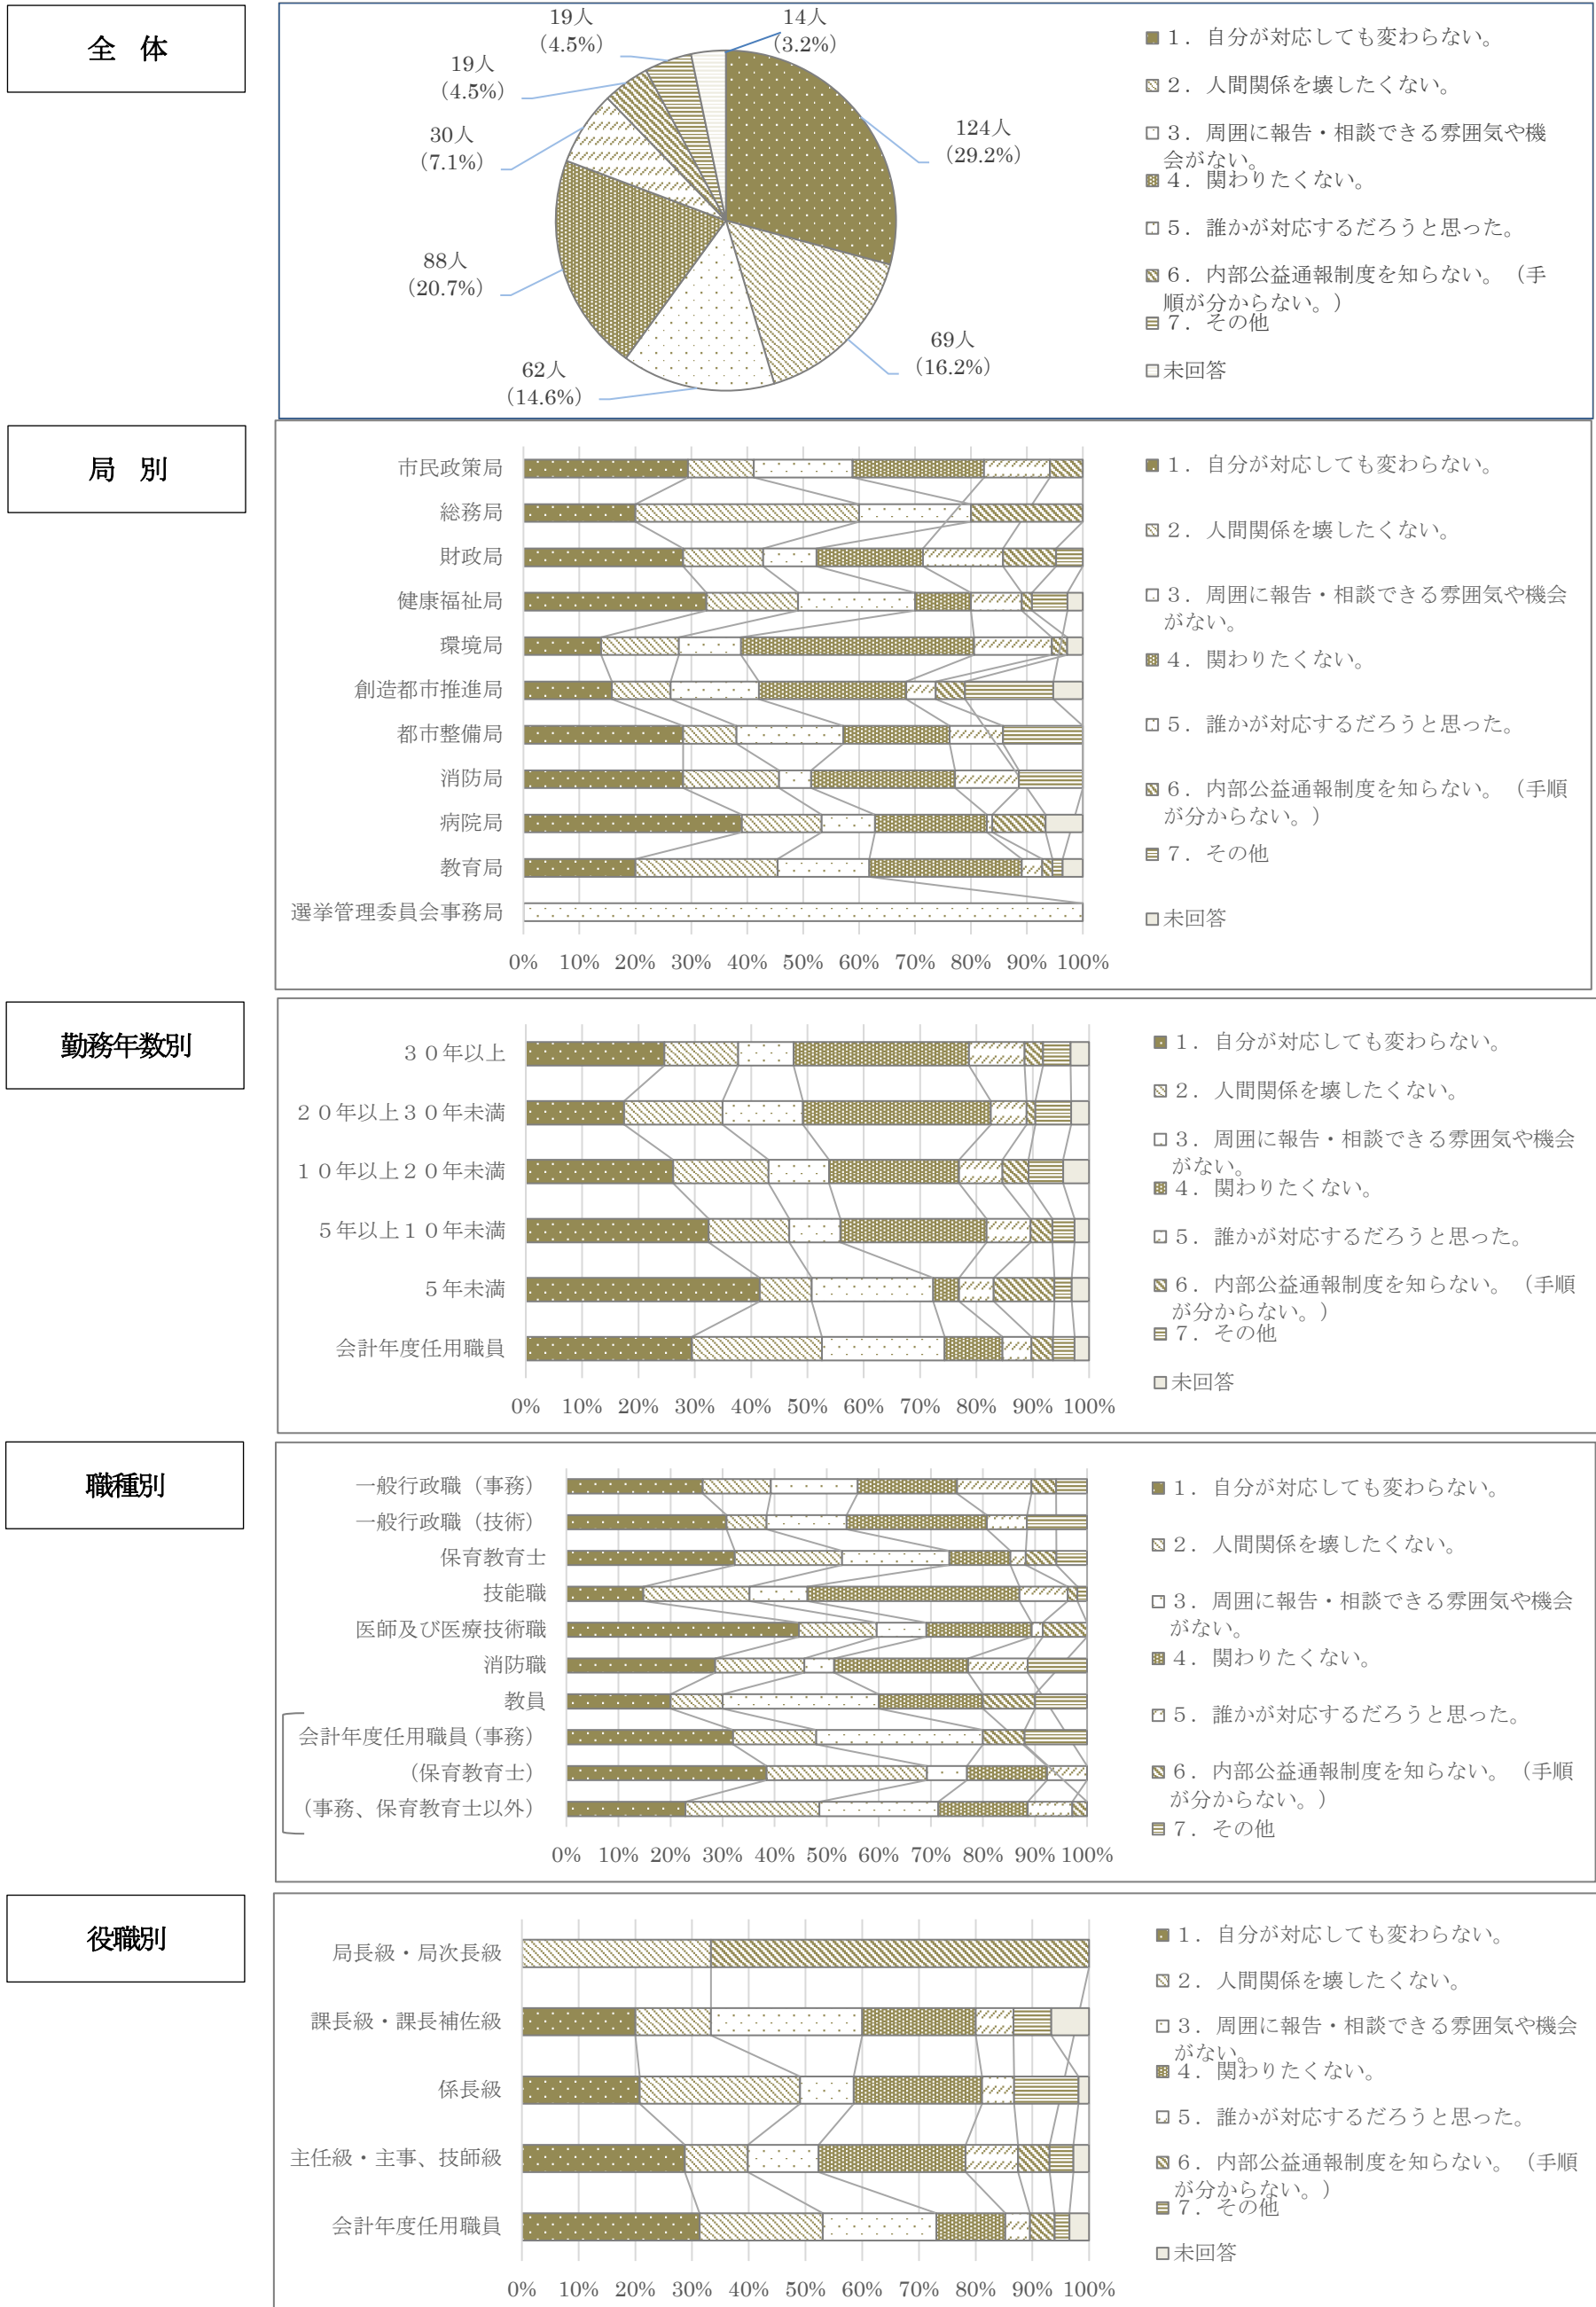 全　体
19人
（4.5%）
14人
（3.2%）
19人
（4.5%）
30人
（7.1%）
124人
（29.2%）
88人
（20.7%）
69人
（16.2%）
62人
（14.6%）
１．自分が対応しても変わらない。
２．人間関係を壊したくない。
３．周囲に報告・相談できる雰囲気や機
会がない。
４．関わりたくない。
５．誰かが対応するだろうと思った。
６．内部公益通報制度を知らない。（手
順が分からない。）
７．その他
未回答
局　別
市民政策局
総務局
財政局
健康福祉局
環境局
創造都市推進局
都市整備局
消防局
病院局
教育局
選挙管理委員会事務局
0% 10% 20% 30% 40% 50% 60% 70% 80% 90% 100%
１．自分が対応しても変わらない。
２．人間関係を壊したくない。
３．周囲に報告・相談できる雰囲気や機会
がない。
４．関わりたくない。
５．誰かが対応するだろうと思った。
６．内部公益通報制度を知らない。（手順
が分からない。）
７．その他
未回答
勤務年数別
３０年以上
２０年以上３０年未満
１０年以上２０年未満
５年以上１０年未満
５年未満
会計年度任用職員
0% 10% 20% 30% 40% 50% 60% 70% 80% 90% 100%
１．自分が対応しても変わらない。
２．人間関係を壊したくない。
３．周囲に報告・相談できる雰囲気や機会
がない。
４．関わりたくない。
５．誰かが対応するだろうと思った。
６．内部公益通報制度を知らない。（手順
が分からない。）
７．その他
未回答
職種別
一般行政職（事務）
一般行政職（技術）
保育教育士
技能職
医師及び医療技術職
消防職
教員
会計年度任用職員（事務）
（保育教育士）
（事務、保育教育士以外）
0% 10% 20% 30% 40% 50% 60% 70% 80% 90% 100%
１．自分が対応しても変わらない。
２．人間関係を壊したくない。
３．周囲に報告・相談できる雰囲気や機会
がない。
４．関わりたくない。
５．誰かが対応するだろうと思った。
６．内部公益通報制度を知らない。（手順
が分からない。）
７．その他
役職別
局長級・局次長級
課長級・課長補佐級
係長級
主任級・主事、技師級
会計年度任用職員
0% 10% 20% 30% 40% 50% 60% 70% 80% 90% 100%
１．自分が対応しても変わらない。
２．人間関係を壊したくない。
３．周囲に報告・相談できる雰囲気や機会
がない。
４．関わりたくない。
５．誰かが対応するだろうと思った。
６．内部公益通報制度を知らない。（手順
が分からない。）
７．その他
未回答